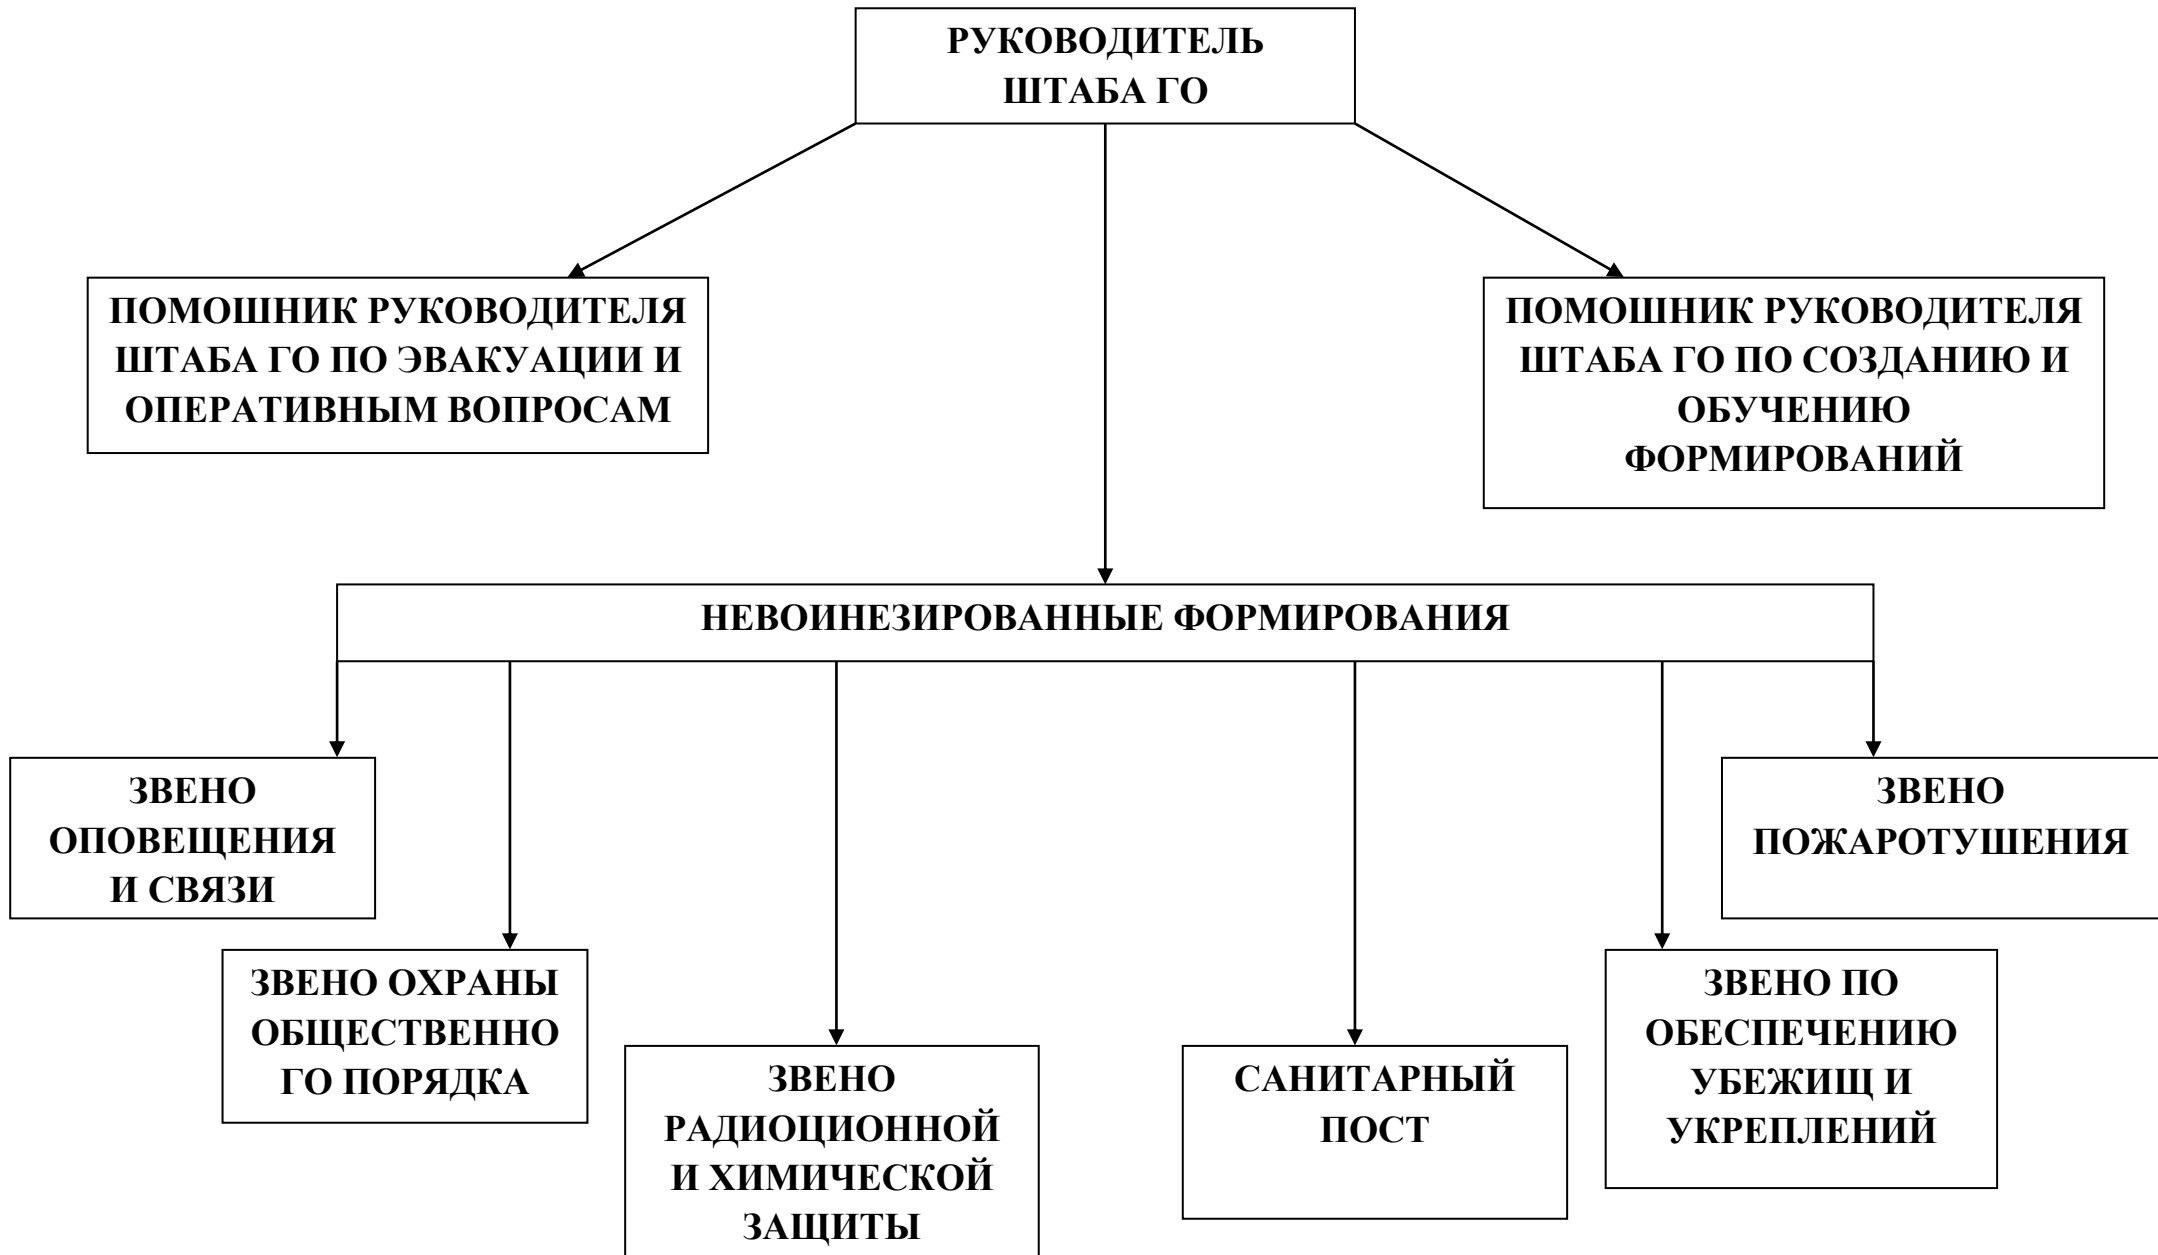 РУКОВОДИТЕЛЬ
ШТАБА ГО
ПОМОШНИК РУКОВОДИТЕЛЯ
ШТАБА ГО ПО ЭВАКУАЦИИ И
ОПЕРАТИВНЫМ ВОПРОСАМ
ПОМОШНИК РУКОВОДИТЕЛЯ
ШТАБА ГО ПО СОЗДАНИЮ И
ОБУЧЕНИЮ
ФОРМИРОВАНИЙ
НЕВОИНЕЗИРОВАННЫЕ ФОРМИРОВАНИЯ
ЗВЕНО
ОПОВЕЩЕНИЯ
И СВЯЗИ
ЗВЕНО ОХРАНЫ
ОБЩЕСТВЕННО
ГО ПОРЯДКА
ЗВЕНО
РАДИОЦИОННОЙ
И ХИМИЧЕСКОЙ
ЗАЩИТЫ
САНИТАРНЫЙ
ПОСТ
ЗВЕНО ПО
ОБЕСПЕЧЕНИЮ
УБЕЖИЩ И
УКРЕПЛЕНИЙ
ЗВЕНО
ПОЖАРОТУШЕНИЯ